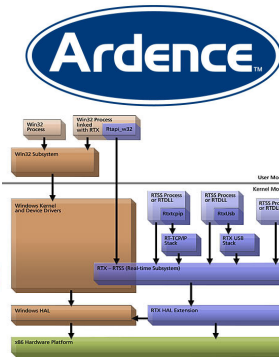 Ardence™
Win32
Process
Win32 Process
linked
with RTX
Rtapi_w32
Win32 Subsystem
User Mo
Kernel Mo
Windows Kernel
and Device Drivers
RTSS Process
or RTDLL
Rtxtcpip
RTSS Process
or RTDLL
RtxUsb
RTSS Pro
or RTD
RT-TCP/IP
Stack
RTX USB
Stack
RTX - RTSS (Real-time Subsystem)
Windows HAL
RTX HAL Extension
x86 Hardware Platform